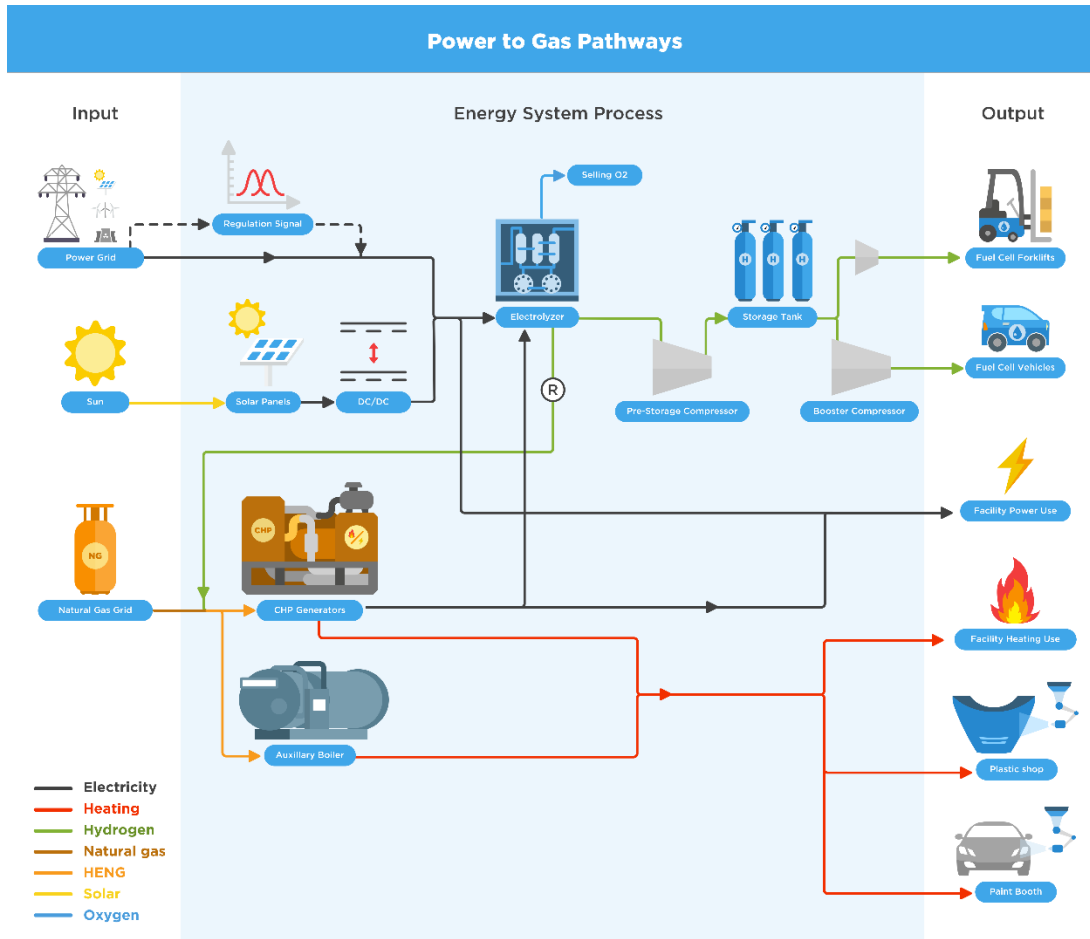 Power to Gas Pathways
Input
Energy System Process
Output
Selling O2
Regulation Signal
Power Grid
Fuel Cell Forklifts
H
H
H
Electrolyzer
Storage Tank
Fuel Cell Vehicles
Sun
Solar Panels
DC/DC
R
Pre-Storage Compressor
Booster Compressor
CHP
Facility Power Use
NG
Natural Gas Grid
CHP Generators
Facility Heating Use
Auxillary Boiler
Plastic shop
Electricity
Heating
Hydrogen
Natural gas
HENG
Solar
Oxygen
Paint Booth